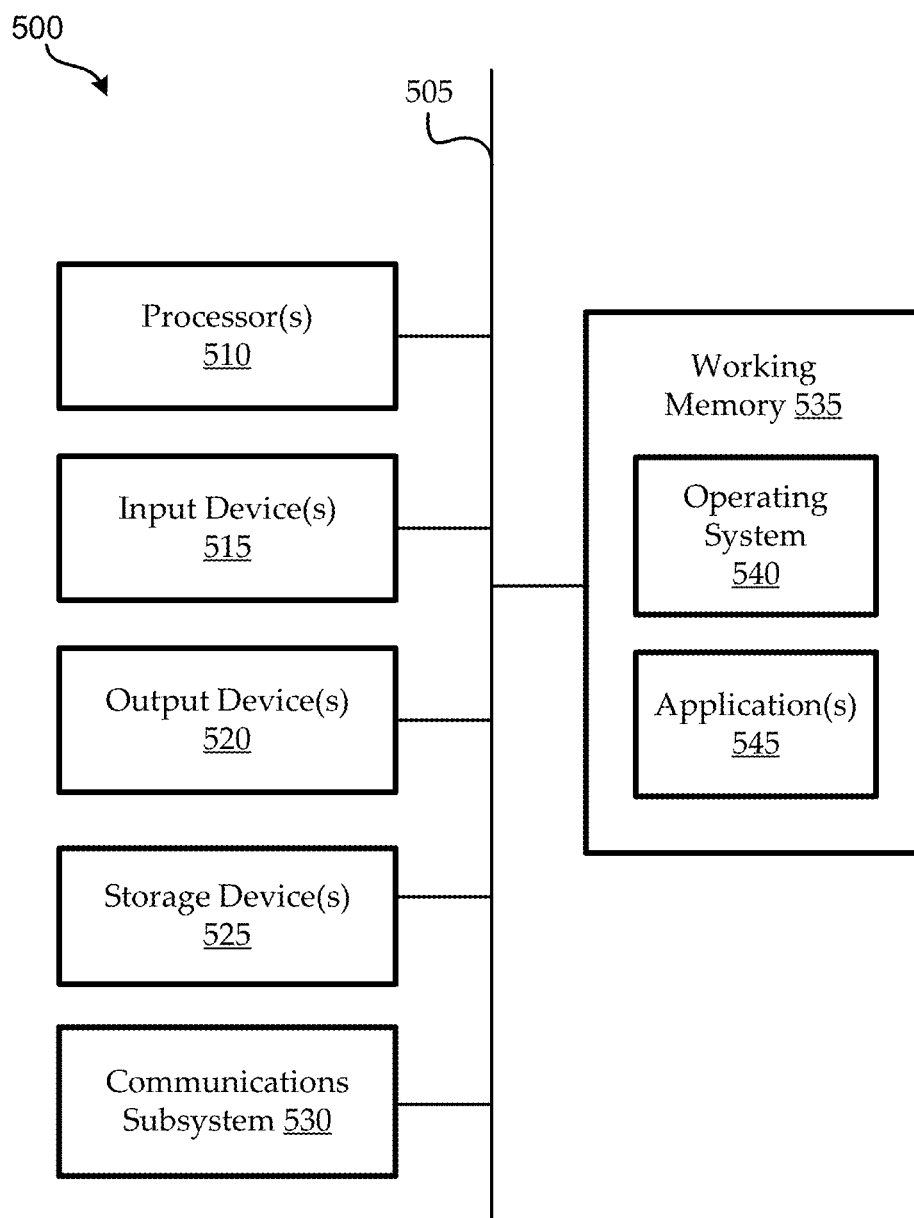 500
505
Processor(s)
510
Input Device(s)
515
Output Device(s)
520
Storage Device(s)
525
Communications
Subsystem 530
Working
Memory 535
Operating
System
540
Application(s)
545